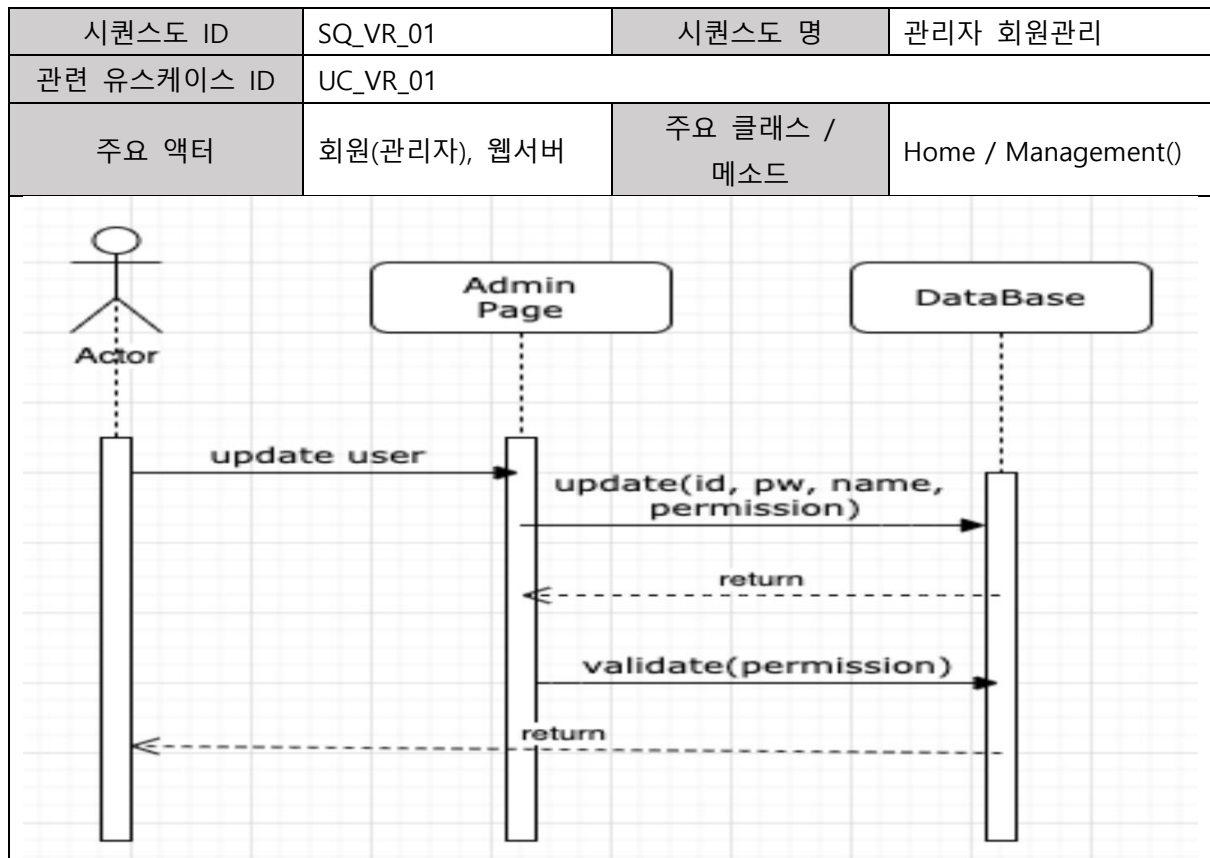 시퀀스도 ID SQ_VR_01 시퀀스도 명 관리자 회원관리
관련 유스케이스 ID UC_VR_01
주요 액터 회원(관리자), 웹서버 주요 클래스 /
메소드 Home / Management()
Admin
Page
DataBase
Actor
update user
update(id, pw, name,
permission)
return
validate(permission)
return